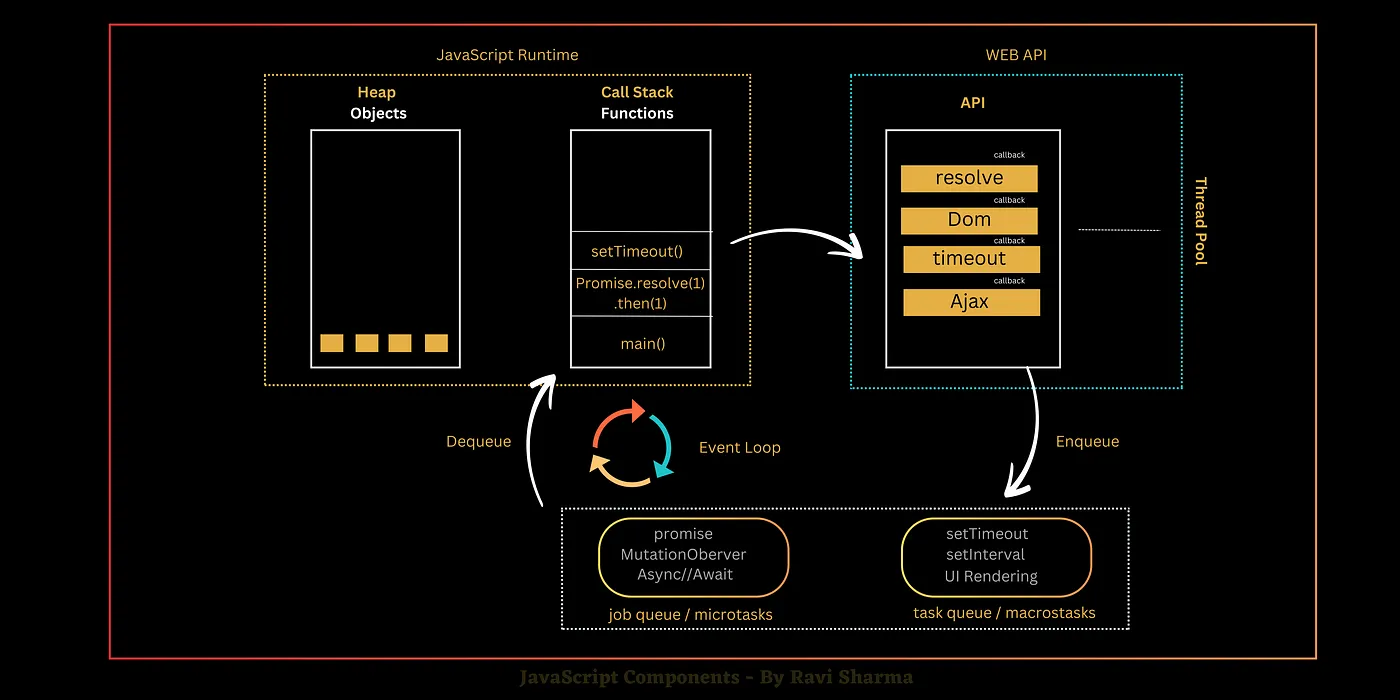 JavaScript Runtime
WEB API
Heap
Objects
Call Stack
Functions
API
callback
resolve
callback
Dom
callback
timeout
callback
Ajax
Thread Pool
setTimeout()
Promise.resolve(1)
.then(1)
main()
Dequeue
Event Loop
Enqueue
promise
MutationOberver
Async//Await
job queue / microtasks
setTimeout
setInterval
UI Rendering
task queue / macrostasks
JavaScript Components - By Ravi Sharma